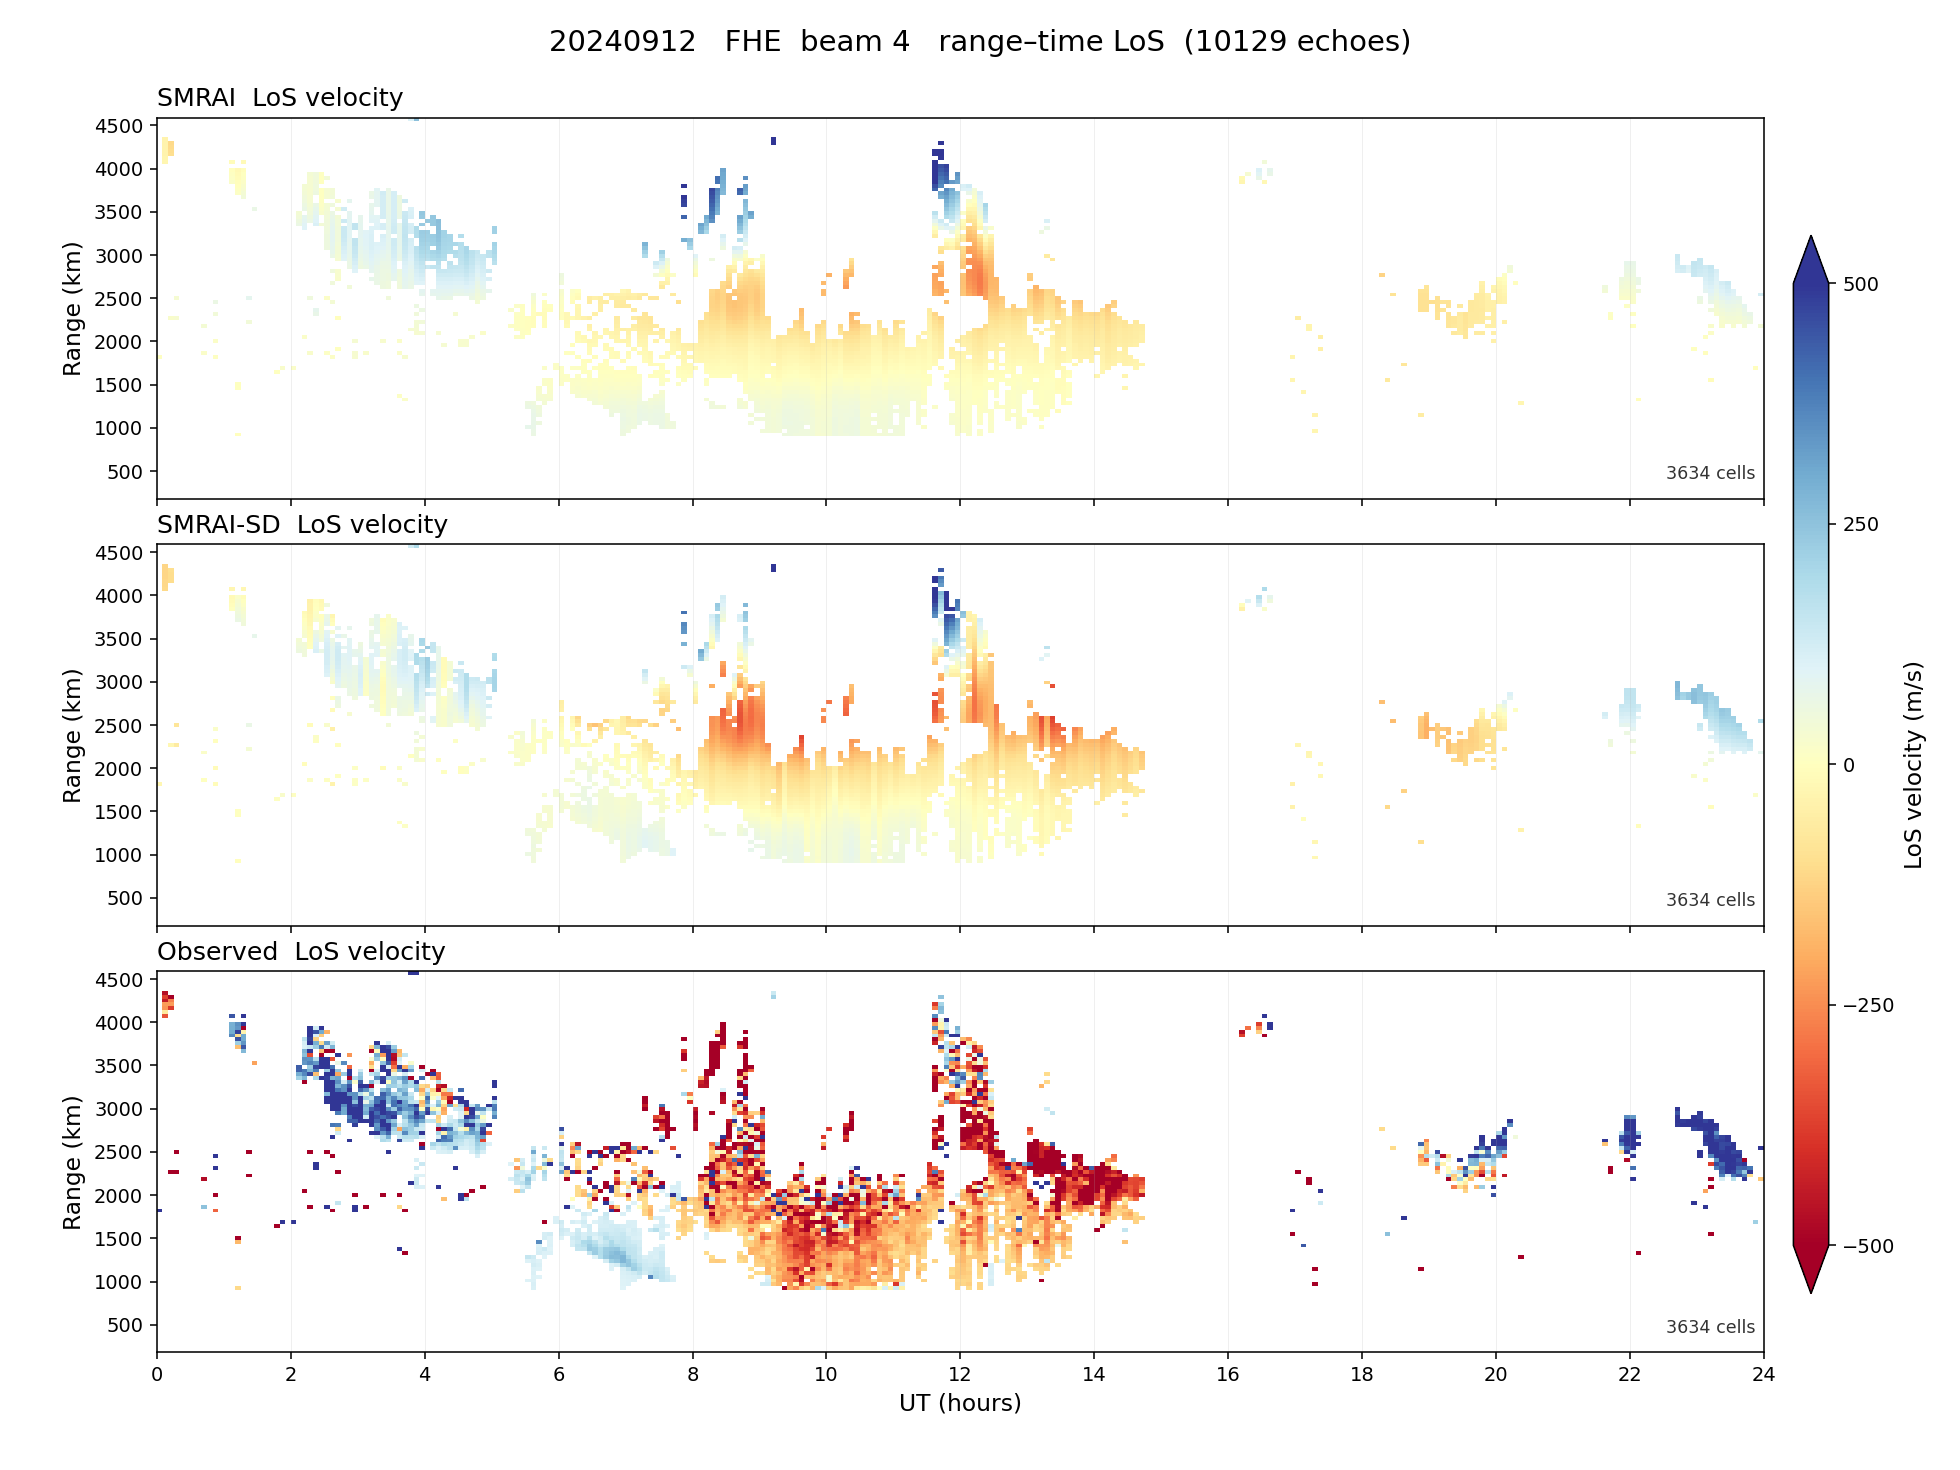 20240912   FHE  beam 4   range–time LoS  (10129 echoes)
SMRAI  LoS velocity
4500
4000
3500
3000
2500
2000
1500
1000
500
Range (km)
3634 cells
SMRAI-SD  LoS velocity
4500
4000
3500
3000
2500
2000
1500
1000
500
Range (km)
3634 cells
Observed  LoS velocity
4500
4000
3500
3000
2500
2000
1500
1000
500
Range (km)
3634 cells
0 2 4 6 8 10 12 14 16 18 20 22 24
UT (hours)
500
250
0
−250
−500
LoS velocity (m/s)